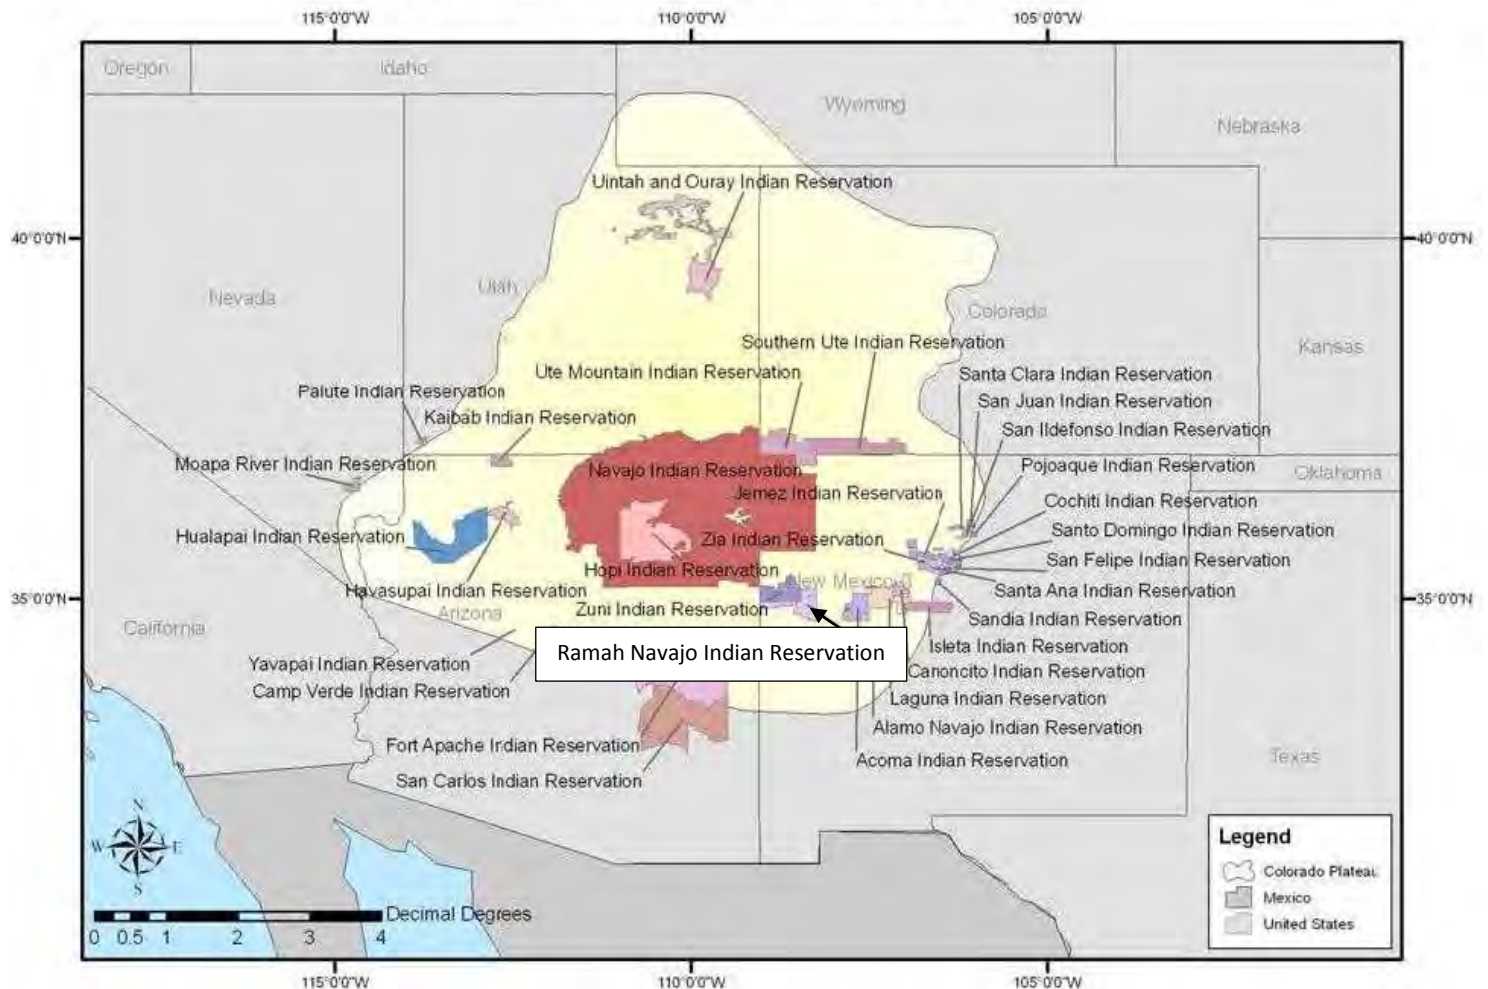 115°0'0"W 110°0'0"W 105°0'0"W
Oregon Idaho
Wyoming
Nebraska
Uintah and Ouray Indian Reservation
40°0'0"N 40°0'0"N
Nevada Utah
Colorado
Southern Ute Indian Reservation
Kansas
Ute Mountain Indian Reservation
Santa Clara Indian Reservation
Paiute Indian Reservation
San Juan Indian Reservation
Kaibab Indian Reservation
San Ildefonso Indian Reservation
Moapa River Indian Reservation
Navajo Indian Reservation
Pojoaque Indian Reservation
Oklahoma
Jemez Indian Reservation
Cochiti Indian Reservation
Hualapai Indian Reservation
Zia Indian Reservation
Santo Domingo Indian Reservation
San Felipe Indian Reservation
Hopi Indian Reservation
New Mexico
Havasupai Indian Reservation
Santa Ana Indian Reservation
35°0'0"N 35°0'0"N
Arizona
Zuni Indian Reservation
Sandia Indian Reservation
California
Isleta Indian Reservation
Ramah Navajo Indian Reservation
Yavapai Indian Reservation
Canoncito Indian Reservation
Camp Verde Indian Reservation
Laguna Indian Reservation
Alamo Navajo Indian Reservation
Fort Apache Indian Reservation
Acoma Indian Reservation
Texas
San Carlos Indian Reservation
N
W E
S
Legend
Colorado Plateau
Mexico
United States
Decimal Degrees
0 0.5 1 2 3 4
115°0'0"W 110°0'0"W 105°0'0"W